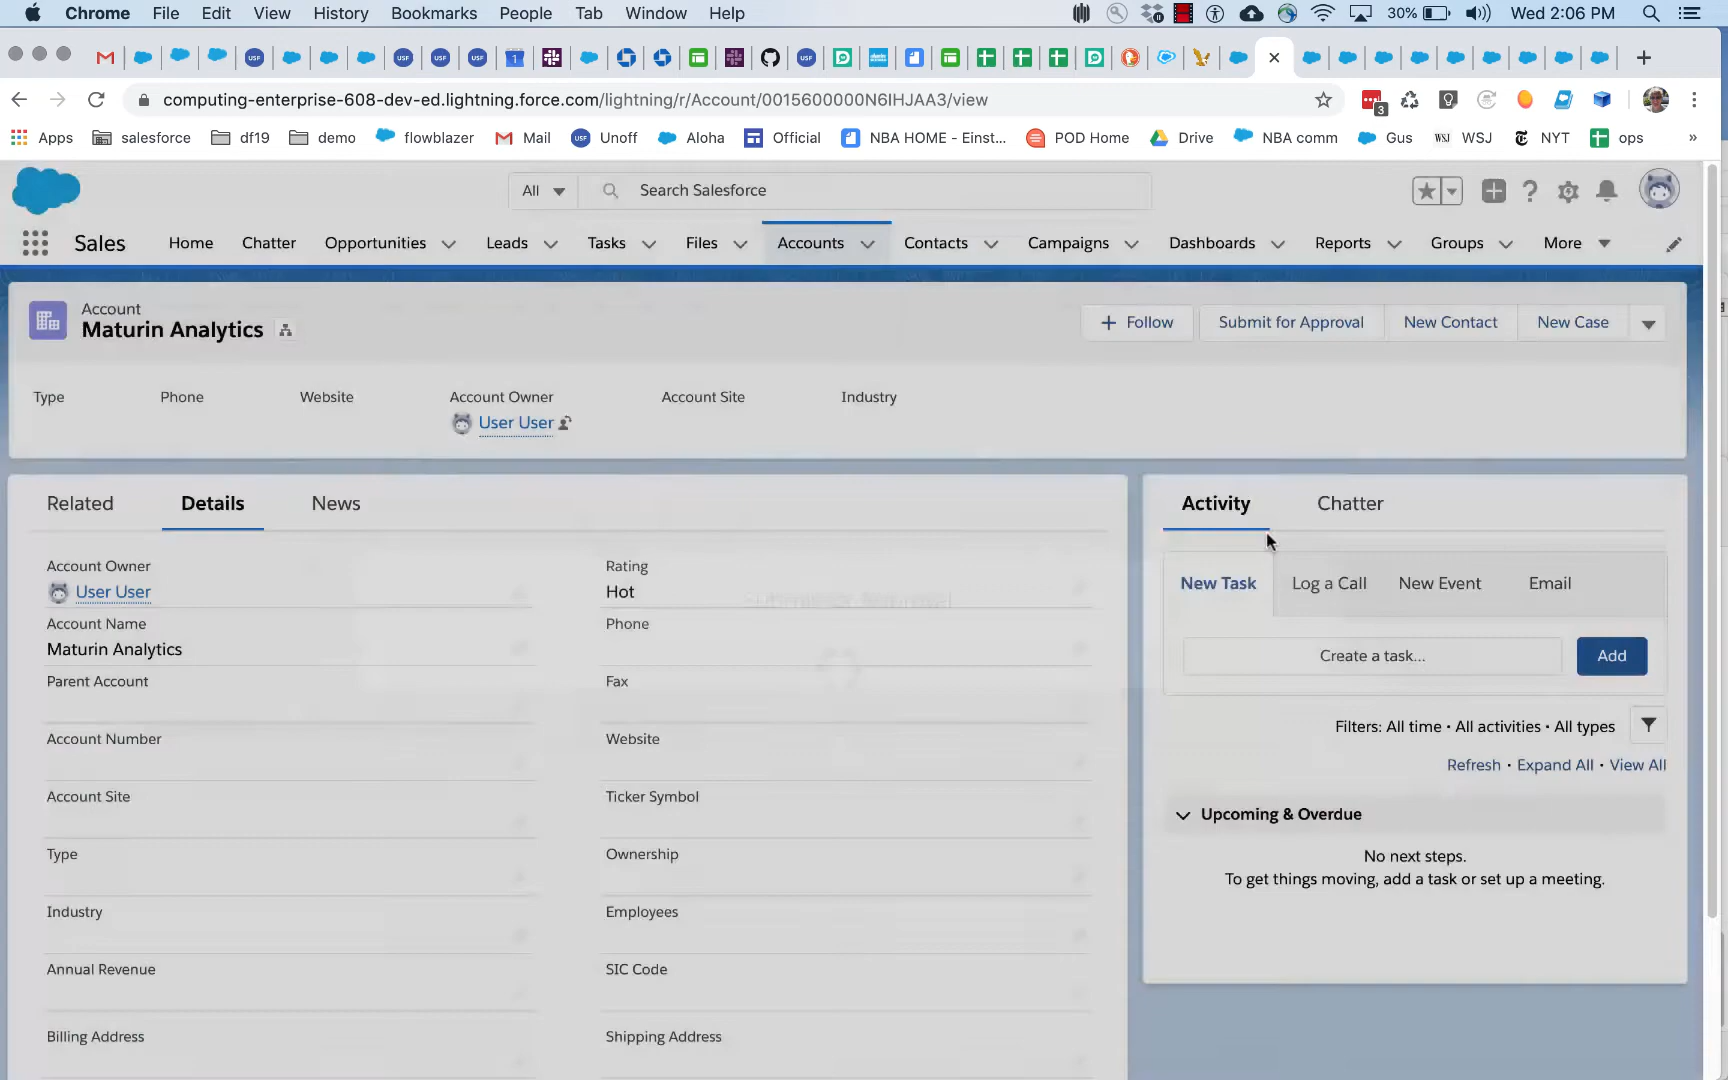 Chrome File Edit View History Bookmarks People Tab Window Help 30% Wed 2:06 PM
computing-enterprise-608-dev-ed.lightning.force.com/lightning/r/Account/0015600000N6IHJAA3/view 3
Apps salesforce df19 demo flowblazer Mail Unoff Aloha Official NBA HOME - Einst... POD Home Drive NBA comm Gus WSJ NYT ops »
All Search Salesforce
Sales Home Chatter Opportunities Leads Tasks Files Accounts Contacts Campaigns Dashboards Reports Groups More
Account
Maturin Analytics
Follow Submit for Approval New Contact New Case
Type Phone Website Account Owner Account Site Industry
User User
Related Details News
Activity Chatter
Account Owner Rating
User User Hot
Account Name Phone
Maturin Analytics
Parent Account Fax
Account Number Website
Account Site Ticker Symbol
Type Ownership
Industry Employees
Annual Revenue SIC Code
Billing Address Shipping Address
New Task Log a Call New Event Email
Create a task... Add
Filters: All time • All activities • All types
Refresh • Expand All • View All
Upcoming & Overdue
No next steps.
To get things moving, add a task or set up a meeting.